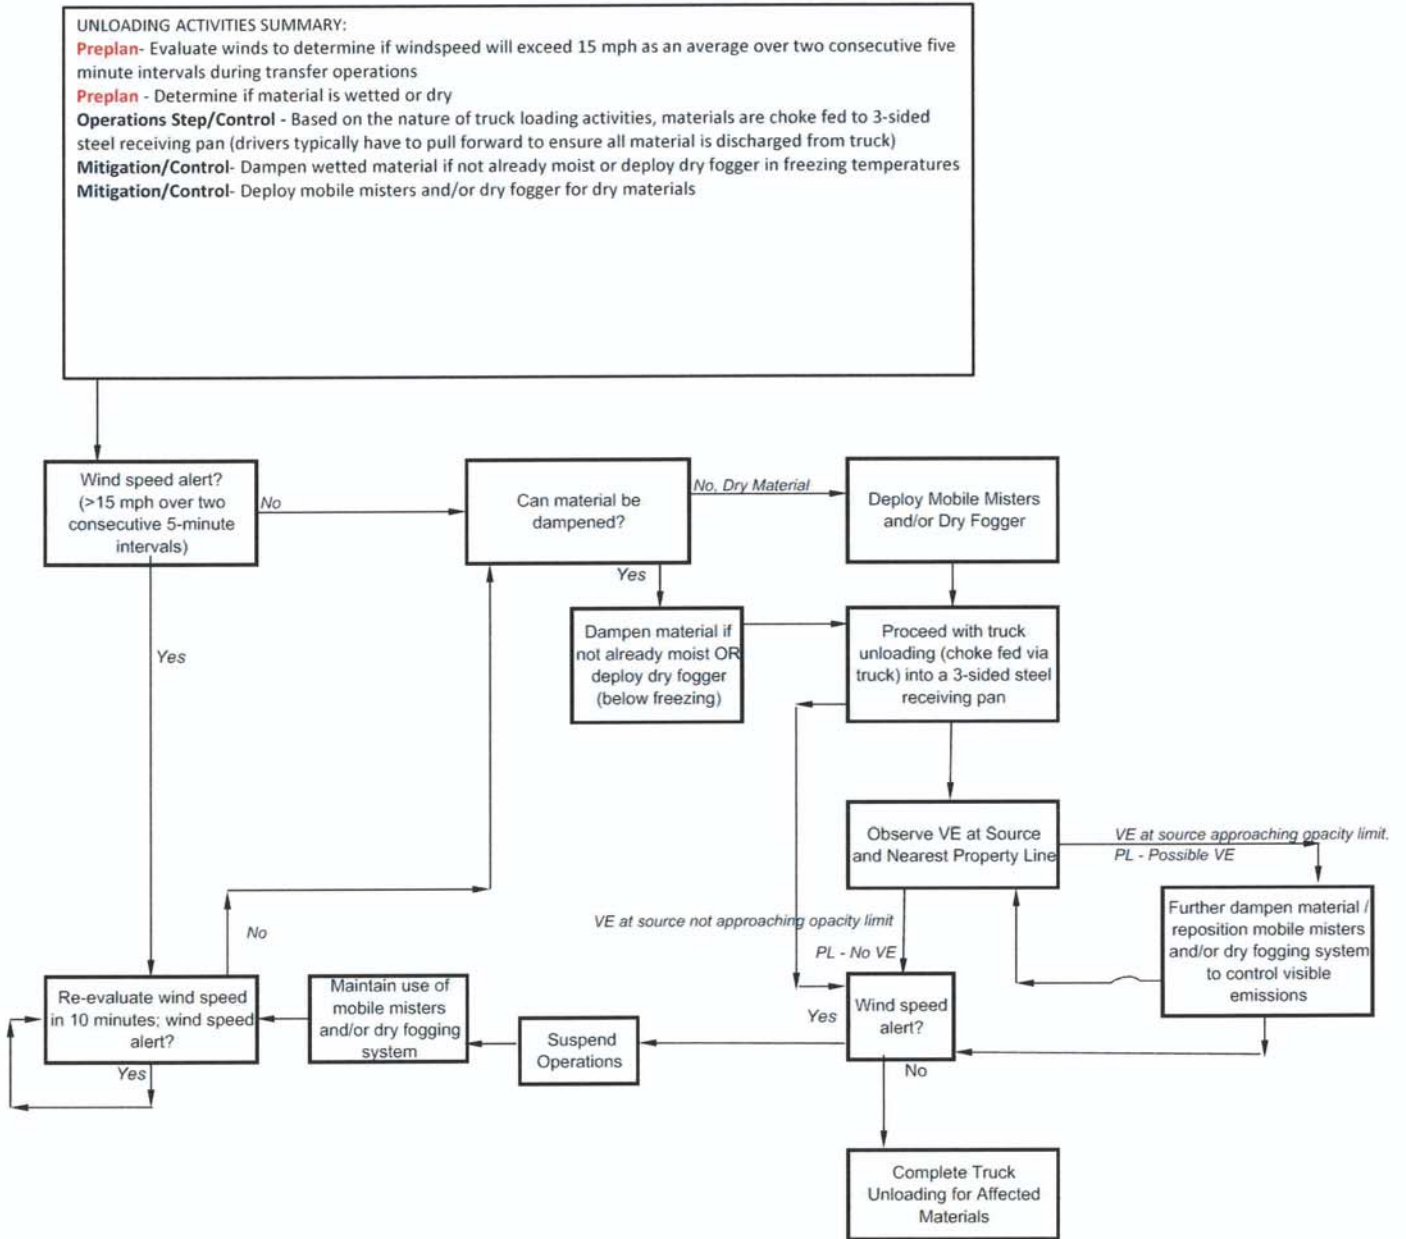 UNLOADING ACTIVITIES SUMMARY:
Preplan- Evaluate winds to determine if windspeed will exceed 15 mph as an average over two consecutive five
minute intervals during transfer operations
Preplan - Determine if material is wetted or dry
Operations Step/Control - Based on the nature of truck loading activities, materials are choke fed to 3-sided
steel receiving pan (drivers typically have to pull forward to ensure all material is discharged from truck)
Mitigation/Control- Dampen wetted material if not already moist or deploy dry fogger in freezing temperatures
Mitigation/Control- Deploy mobile misters and/or dry fogger for dry materials
Wind speed alert?
(>15 mph over two
consecutive 5-minute
intervals)
No
Can material be
dampened?
No, Dry Material
Deploy Mobile Misters
and/or Dry Fogger
Yes
Yes
Dampen material if
not already moist OR
deploy dry fogger
(below freezing)
Proceed with truck
unloading (choke fed via
truck) into a 3-sided steel
receiving pan
Observe VE at Source
and Nearest Property Line
VE at source approaching opacity limit.
PL - Possible VE
Further dampen material /
reposition mobile misters
and/or dry fogging system
to control visible
emissions
VE at source not approaching opacity limit
PL - No VE
No
Re-evaluate wind speed
in 10 minutes; wind speed
alert?
Yes
Maintain use of
mobile misters
and/or dry fogging
system
Suspend
Operations
Yes
Wind speed
alert?
No
Complete Truck
Unloading for Affected
Materials